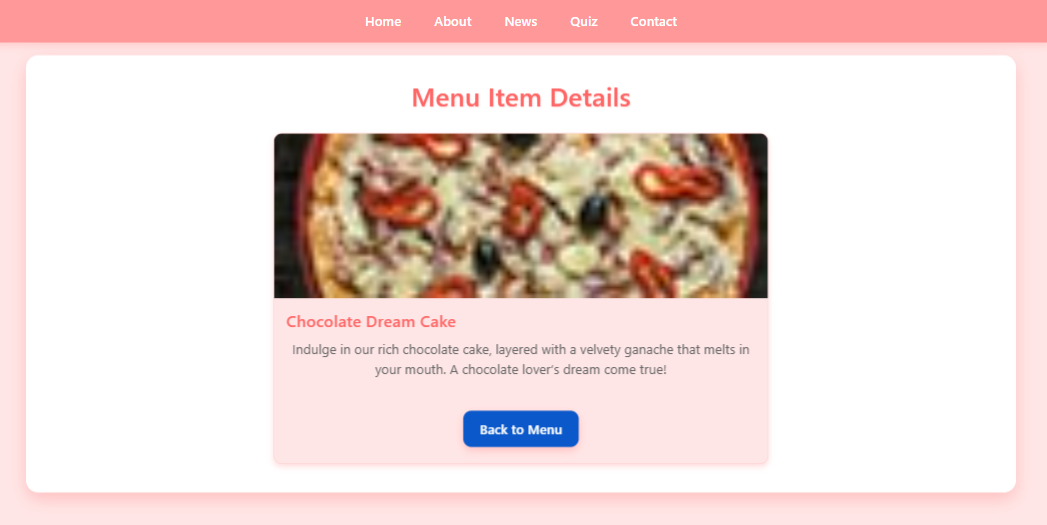 Home About News Quiz Contact
Menu Item Details
Chocolate Dream Cake
Indulge in our rich chocolate cake, layered with a velvety ganache that melts in
your mouth. A chocolate lover's dream come true!
Back to Menu